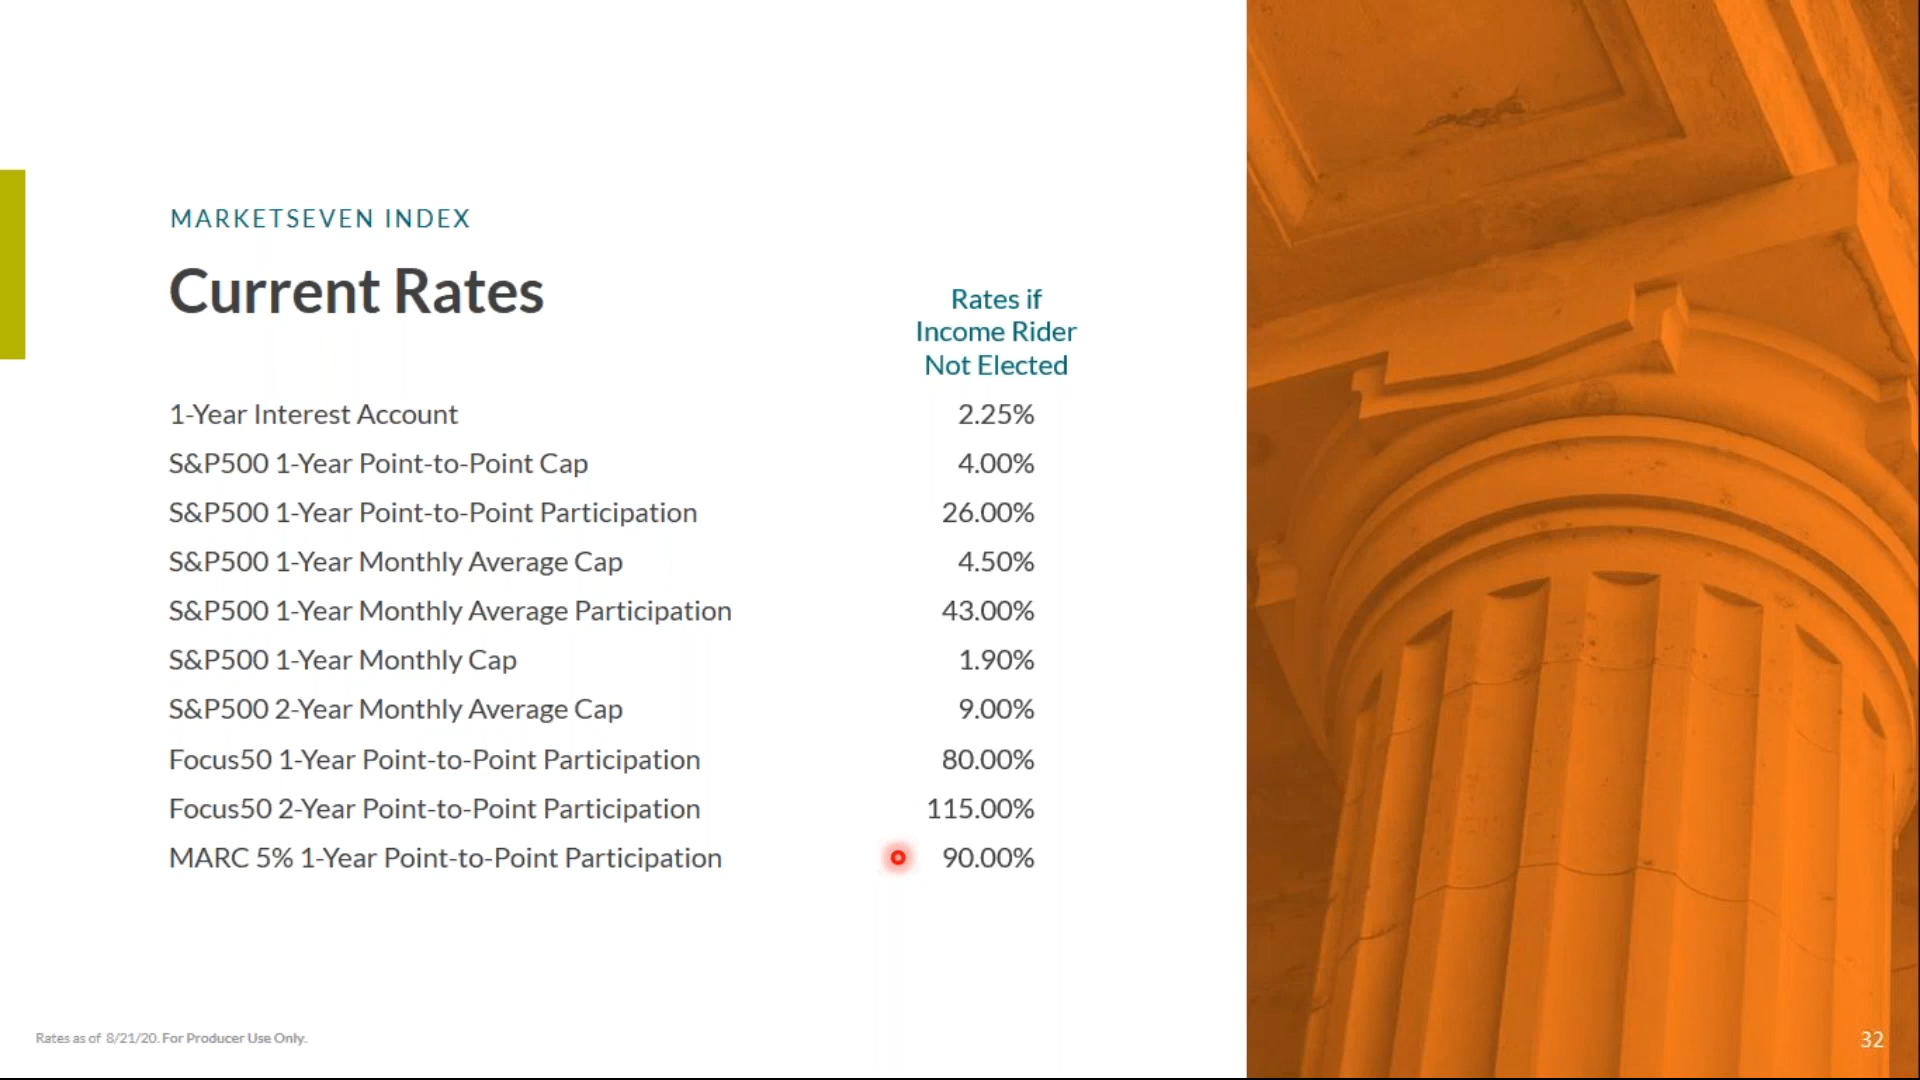 MARKETSEVEN INDEX
Current Rates
Rates if
Income Rider
Not Elected
1-Year Interest Account 2.25%
S&P500 1-Year Point-to-Point Cap 4.00%
S&P500 1-Year Point-to-Point Participation 26.00%
S&P500 1-Year Monthly Average Cap 4.50%
S&P500 1-Year Monthly Average Participation 43.00%
S&P500 1-Year Monthly Cap 1.90%
S&P500 2-Year Monthly Average Cap 9.00%
Focus50 1-Year Point-to-Point Participation 80.00%
Focus50 2-Year Point-to-Point Participation 115.00%
MARC 5% 1-Year Point-to-Point Participation 90.00%
Rates as of 8/21/20. For Producer Use Only.
32